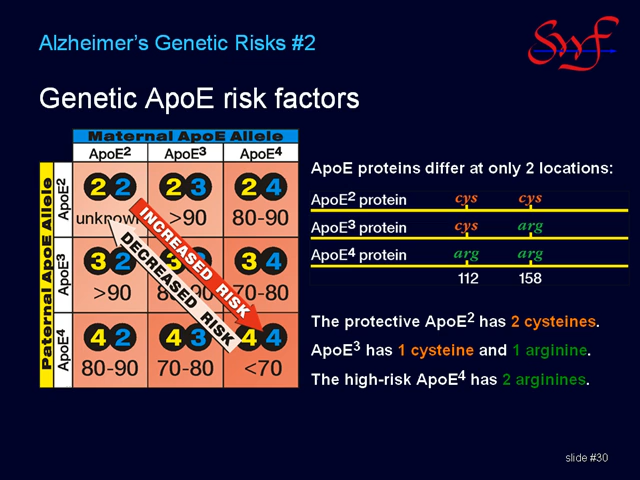 Alzheimer's Genetic Risks #2
Swf
Genetic ApoE risk factors
Maternal ApoE Allele
ApoE2 ApoE3 ApoE4
Paternal ApoE Allele
ApoE2
2 2 2 3 2 4
unknown >90 80-90
ApoE3
3 2 3 3 4
>90 80-90 70-80
ApoE4
4 2 4 3 4 4
80-90 70-80 <70
INCREASED RISK
DECREASED RISK
ApoE proteins differ at only 2 locations:
ApoE2 protein cys cys
ApoE3 protein cys arg
ApoE4 protein arg arg
112 158
The protective ApoE2 has 2 cysteines.
ApoE3 has 1 cysteine and 1 arginine.
The high-risk ApoE4 has 2 arginines.
slide #30